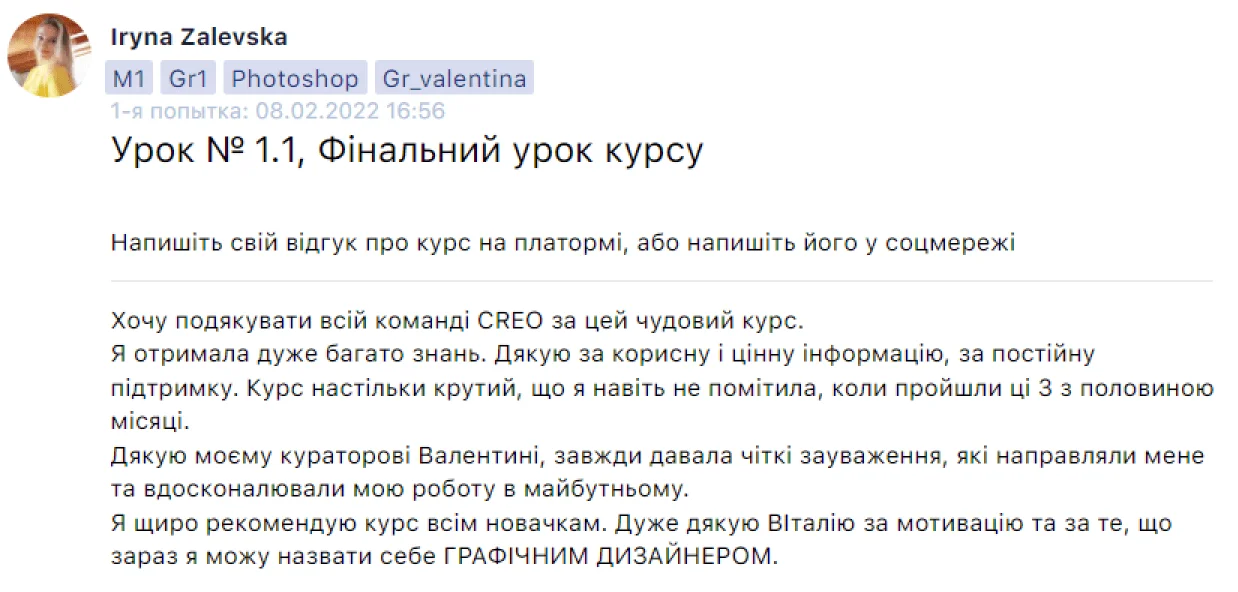 Iryna Zalevska
M1 Gr1 Photoshop Gr_valentina
1-я попытка: 08.02.2022 16:56
Урок № 1.1, Фінальний урок курсу
Напишіть свій відгук про курс на платормі, або напишіть його у соцмережі
Хочу подякувати всій команді CREO за цей чудовий курс.
Я отримала дуже багато знань. Дякую за корисну і цінну інформацію, за постійну
підтримку. Курс настільки крутий, що я навіть не помітила, коли пройшли ці 3 з половиною
місяці.
Дякую моєму кураторові Валентині, завжди давала чіткі зауваження, які направляли мене
та вдосконалювали мою роботу в майбутньому.
Я щиро рекомендую курс всім новачкам. Дуже дякую ВІталію за мотивацію та за те, що
зараз я можу назвати себе ГРАФІЧНИМ ДИЗАЙНЕРОМ.